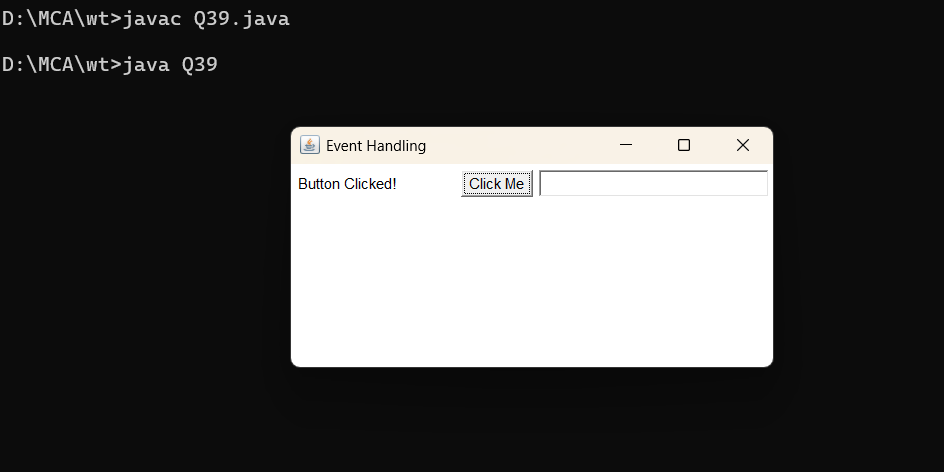 D:\MCA\wt>javac Q39.java
D:\MCA\wt>java Q39
Event Handling
Button Clicked! Click Me